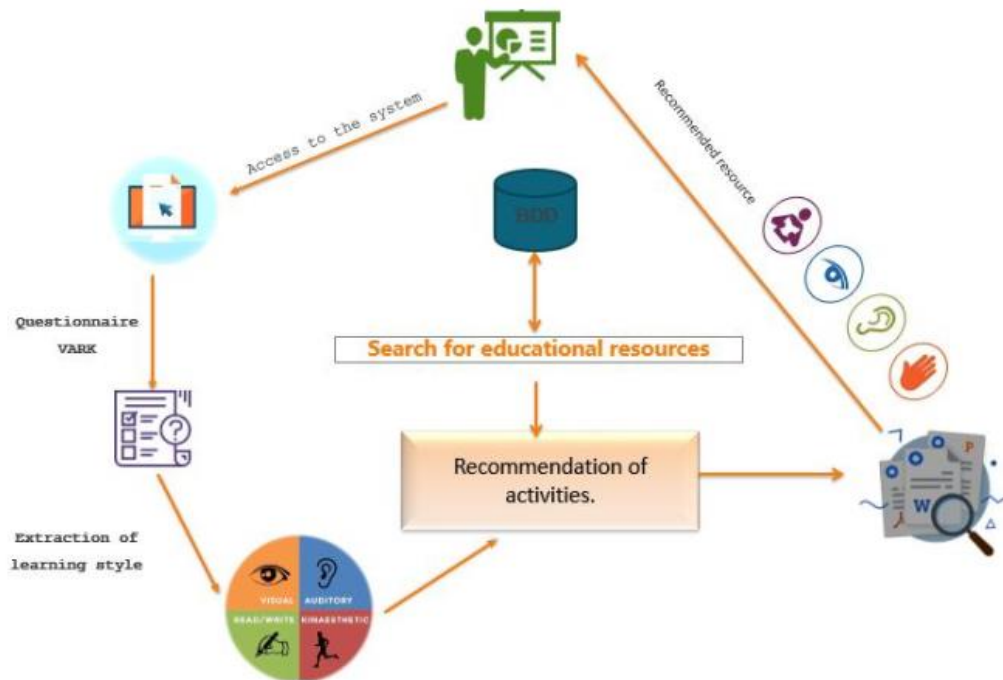 Access to the system
Recommended resource
BDD
Questionnaire
VARK
Search for educational resources
Recommendation of
activities.
P
W
Extraction of
learning style
VISUAL
AUDITORY
READ/WRITE
KINAESTHETIC